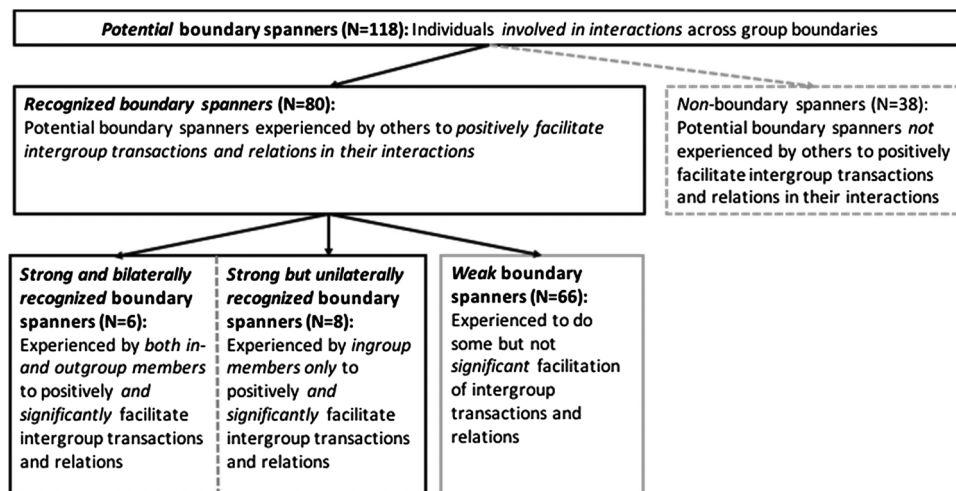 Potential boundary spanners (N=118): Individuals involved in interactions across group boundaries
Recognized boundary spanners (N=80):
Potential boundary spanners experienced by others to positively facilitate
intergroup transactions and relations in their interactions
Non-boundary spanners (N=38):
Potential boundary spanners not
experienced by others to positively
facilitate intergroup transactions
and relations in their interactions
Strong and bilaterally
recognized boundary
spanners (N=6):
Experienced by both in-
and outgroup members
to positively and
significantly facilitate
intergroup transactions
and relations
Strong but unilaterally
recognized boundary
spanners (N=8):
Experienced by ingroup
members only to
positively and
significantly facilitate
intergroup transactions
and relations
Weak boundary
spanners (N=66):
Experienced to do
some but not
significant facilitation
of intergroup
transactions and
relations